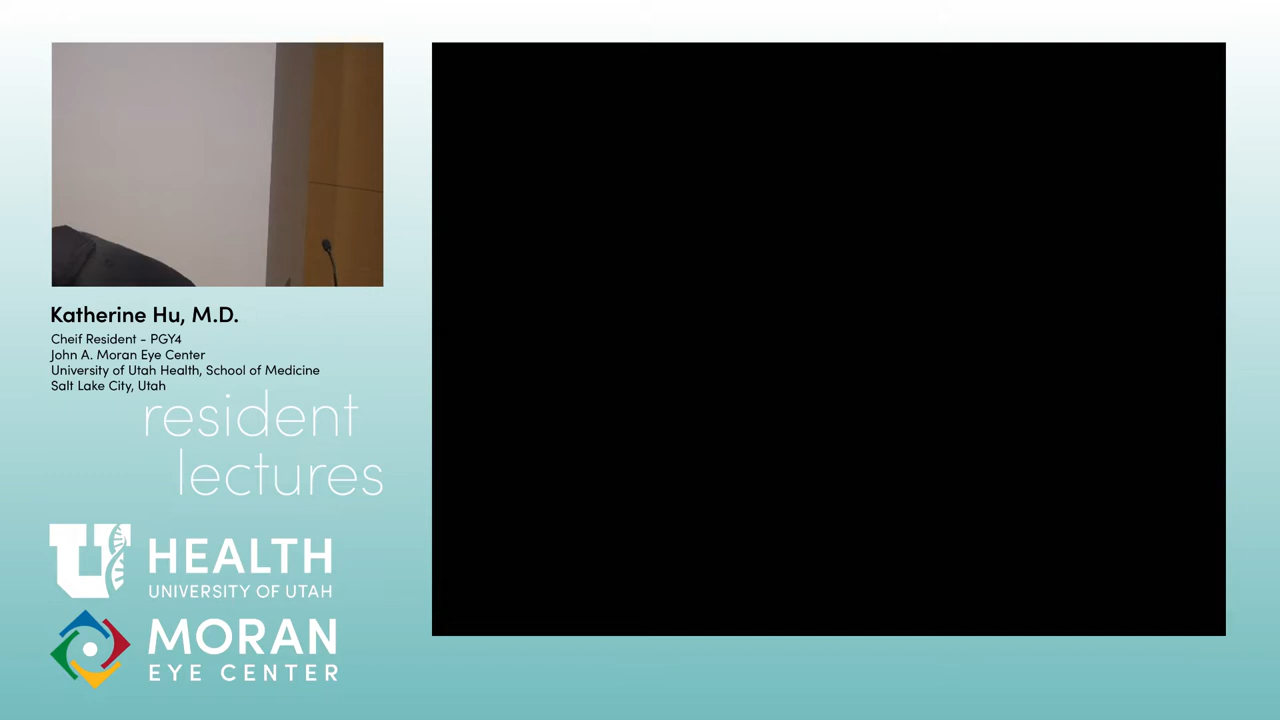 Katherine Hu, M.D.
Cheif Resident - PGY4
John A. Moran Eye Center
University of Utah Health, School of Medicine
Salt Lake City, Utah
resident
lectures
U HEALTH
UNIVERSITY OF UTAH
MORAN
EYE CENTER